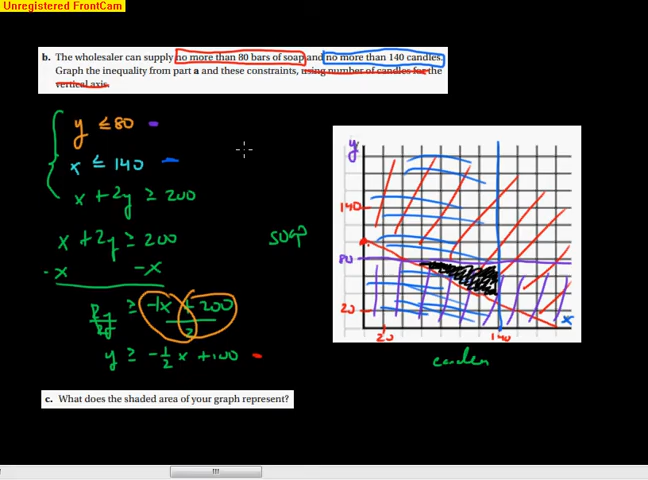 Unregistered FrontCam
b. The wholesaler can supply no more than 80 bars of soap and no more than 140 candles.
Graph the inequality from part a and these constraints, using number of candles for the
vertical axis.
y ≤ 80
x ≤ 140
x + 2y ≥ 200
x + 2y ≥ 200
-x -x
≥ -1x + 200
2
y ≥ -1/2 x + 100
soap
y
140
80
20
x
20 140
candles
c. What does the shaded area of your graph represent?